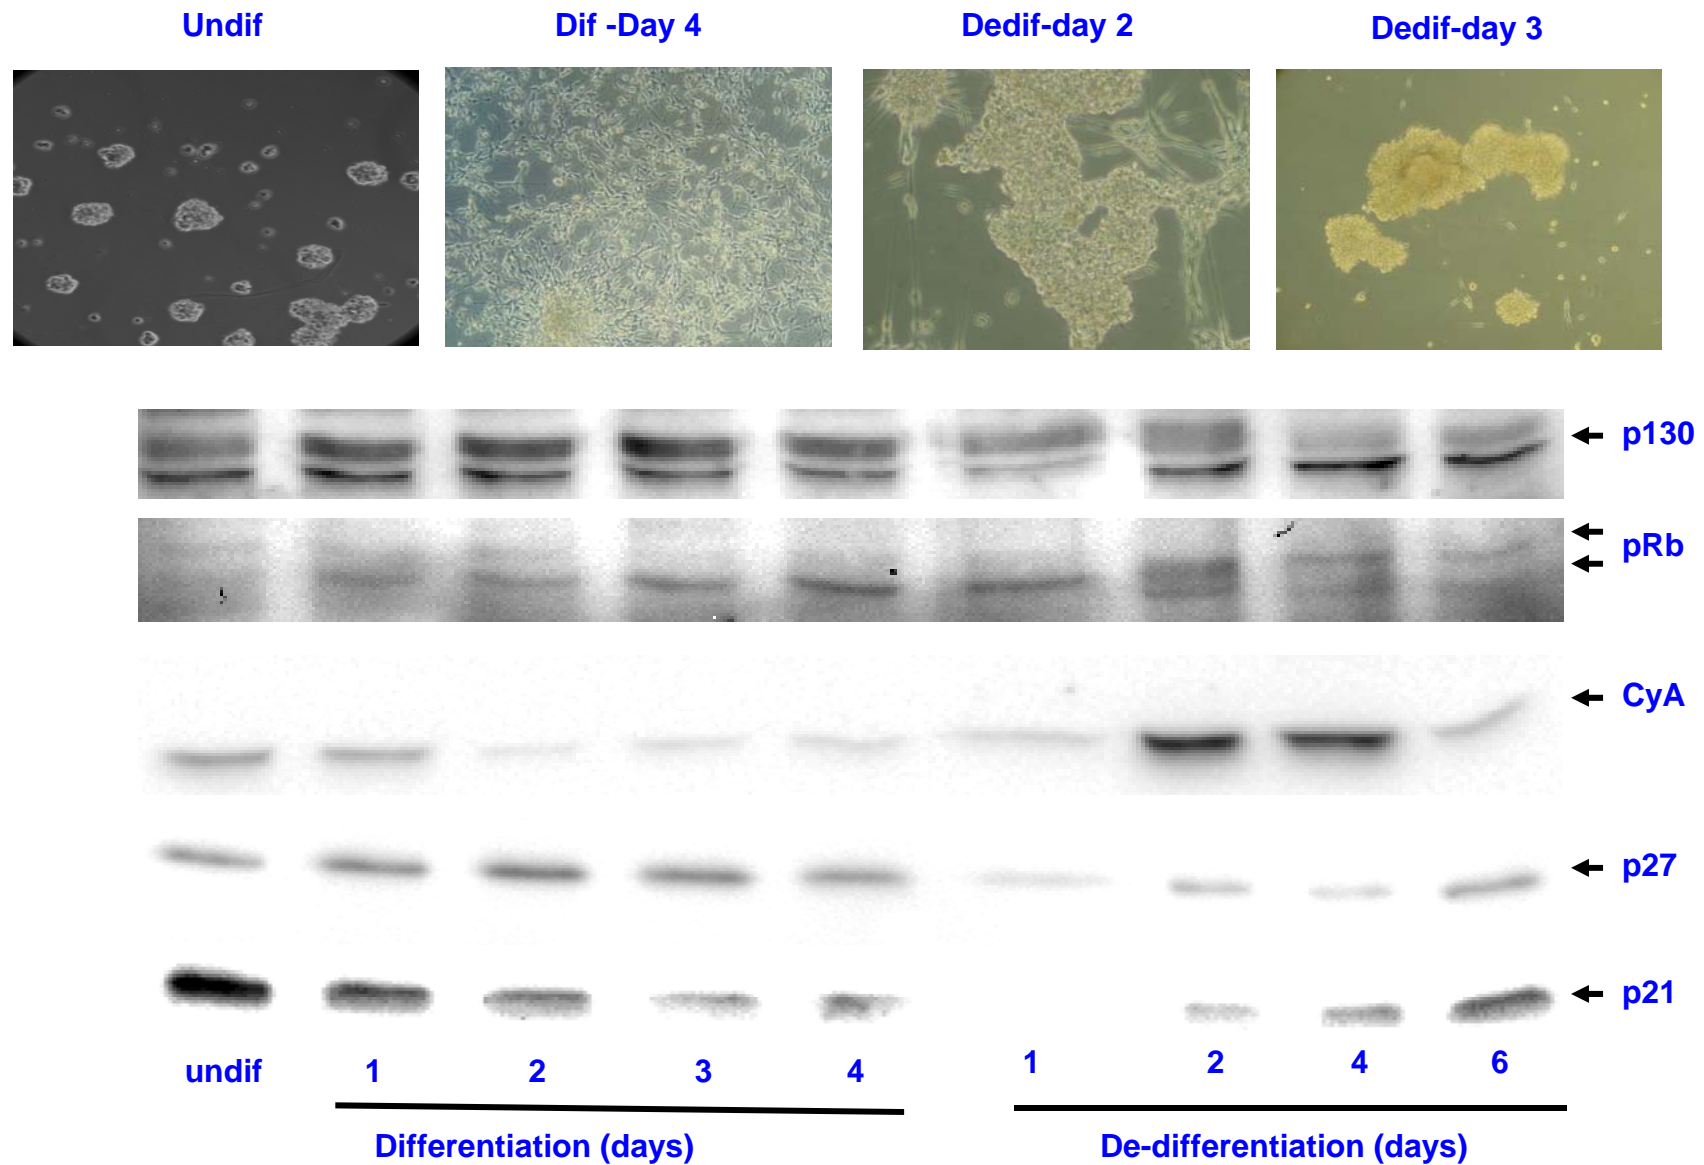 Undif
Dif -Day 4
Dedif-day 2
Dedif-day 3
p130
pRb
CyA
p27
p21
undif 1 2 3 4 1 2 4 6
Differentiation (days)
De-differentiation (days)